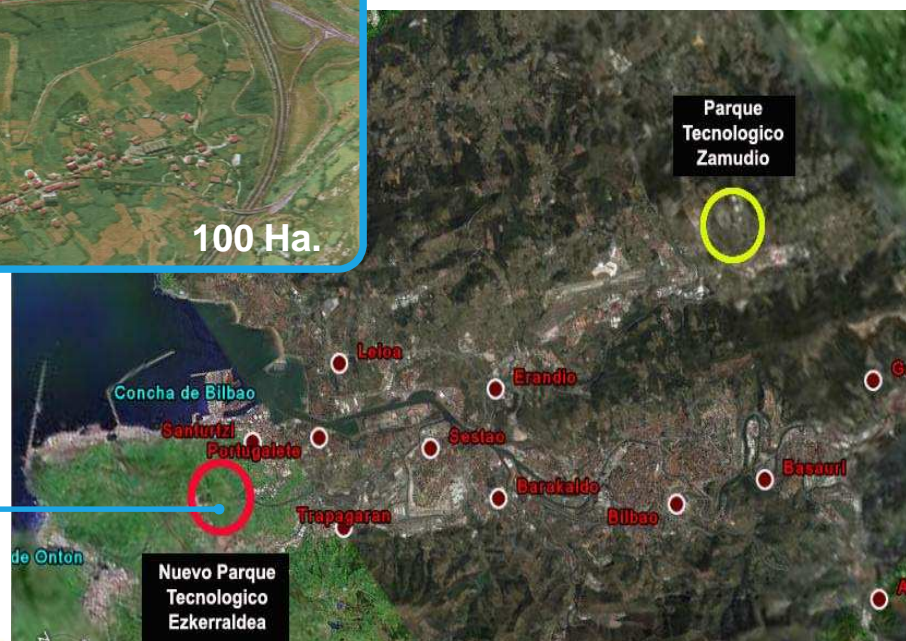 100 Ha.
Parque
Tecnologico
Zamudio
Leioa
Erandio
Concha de Bilbao
Santurtzi
Portugalete
Sestao
Barakaldo
Bilbao
Basauri
Trapagaran
de Onton
Nuevo Parque
Tecnologico
Ezkerraldea
G
A